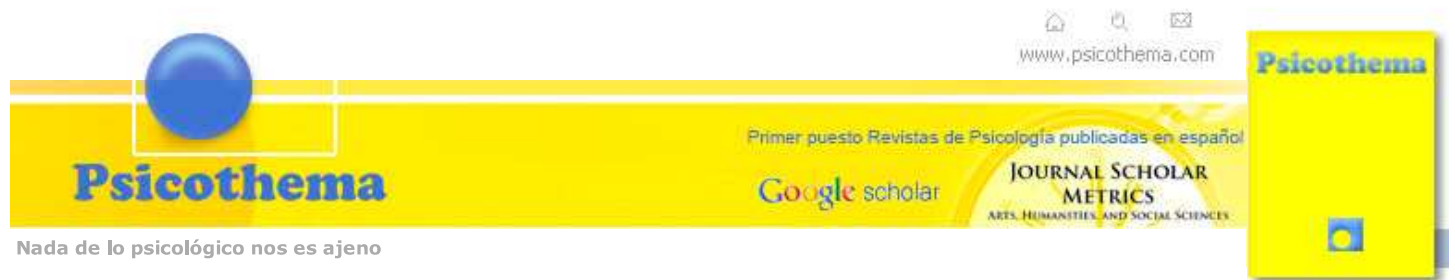 www.psicothema.com
Psicothema
Primer puesto Revistas de Psicología publicadas en español
Psicothema
Google scholar
JOURNAL SCHOLAR
METRICS
ARTS, HUMANITIES, AND SOCIAL SCIENCES
Nada de lo psicológico nos es ajeno